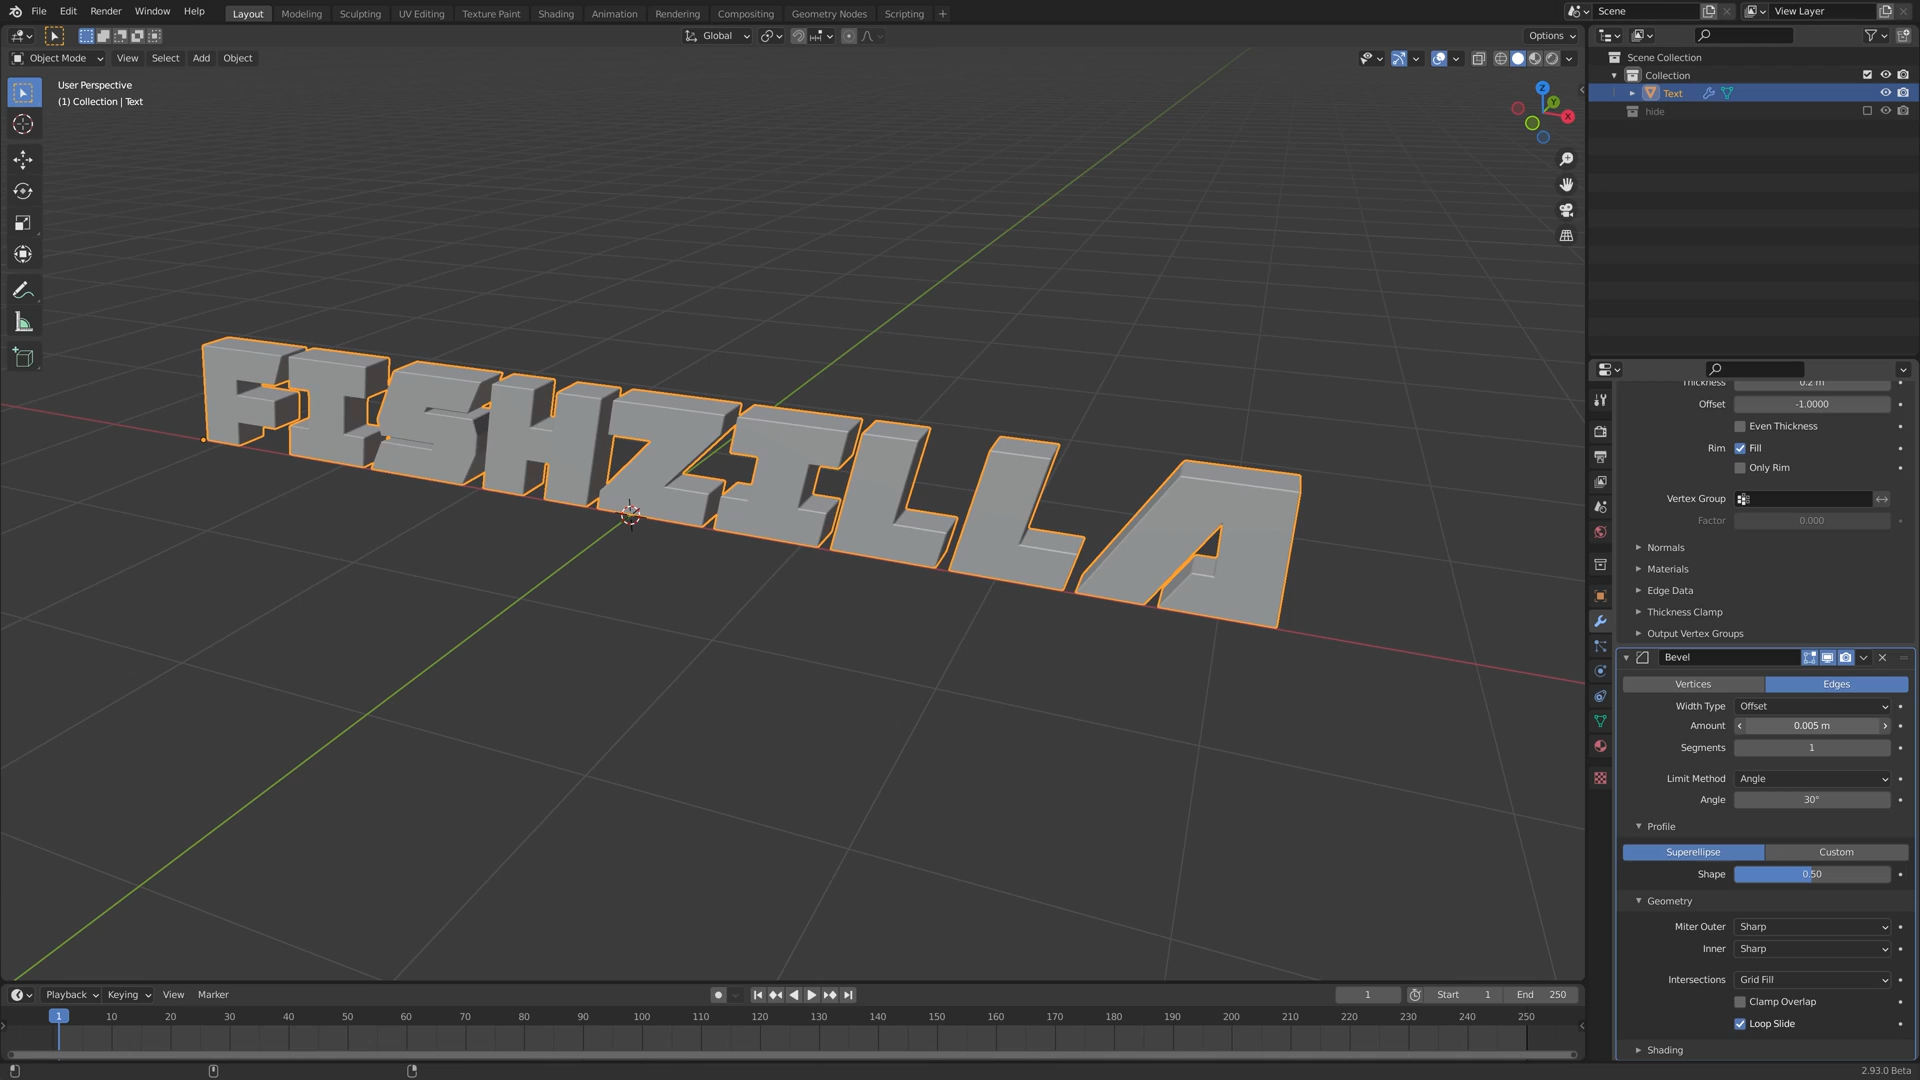 File Edit Render Window Help Layout Modeling Sculpting UV Editing Texture Paint Shading Animation Rendering Compositing Geometry Nodes Scripting + Scene View Layer
Global Options
Object Mode View Select Add Object
User Perspective
(1) Collection | Text
Z
Y
X
FISHZILLA
Scene Collection
Collection
Text
hide
Thickness 0.2 m
Offset -1.0000
Even Thickness
Rim Fill
Only Rim
Vertex Group
Factor 0.000
Normals
Materials
Edge Data
Thickness Clamp
Output Vertex Groups
Bevel
Vertices Edges
Width Type Offset
Amount 0.005 m
Segments 1
Limit Method Angle
Angle 30°
Profile
Superellipse Custom
Shape 0.50
Geometry
Miter Outer Sharp
Inner Sharp
Intersections Grid Fill
Clamp Overlap
Loop Slide
Shading
Playback Keying View Marker 1 Start 1 End 250
1 10 20 30 40 50 60 70 80 90 100 110 120 130 140 150 160 170 180 190 200 210 220 230 240 250
2.93.0 Beta